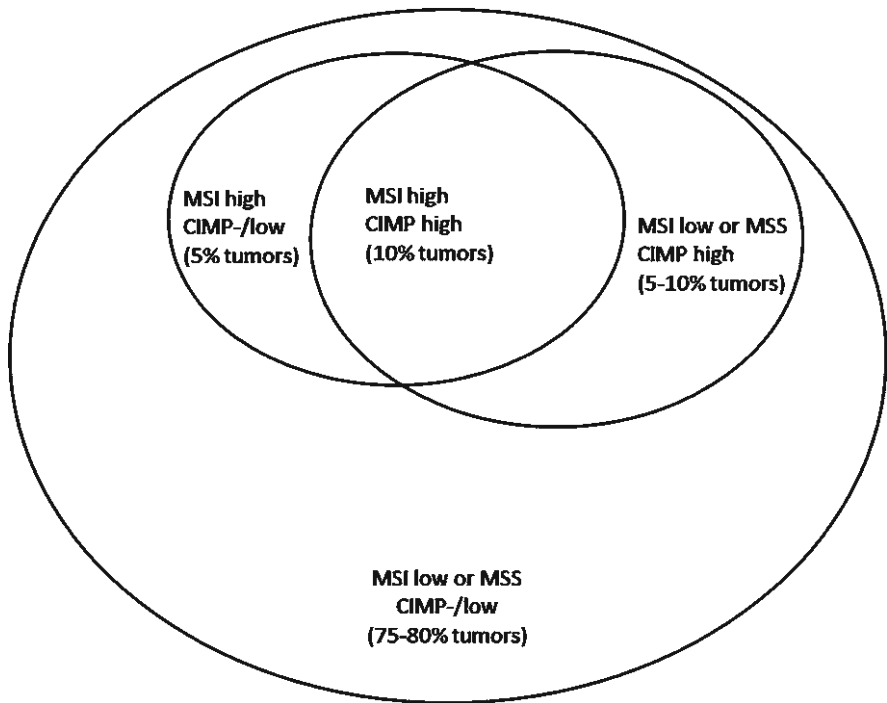 MSI high
CIMP-/low
(5% tumors)
MSI high
CIMP high
(10% tumors)
MSI low or MSS
CIMP high
(5-10% tumors)
MSI low or MSS
CIMP-/low
(75-80% tumors)